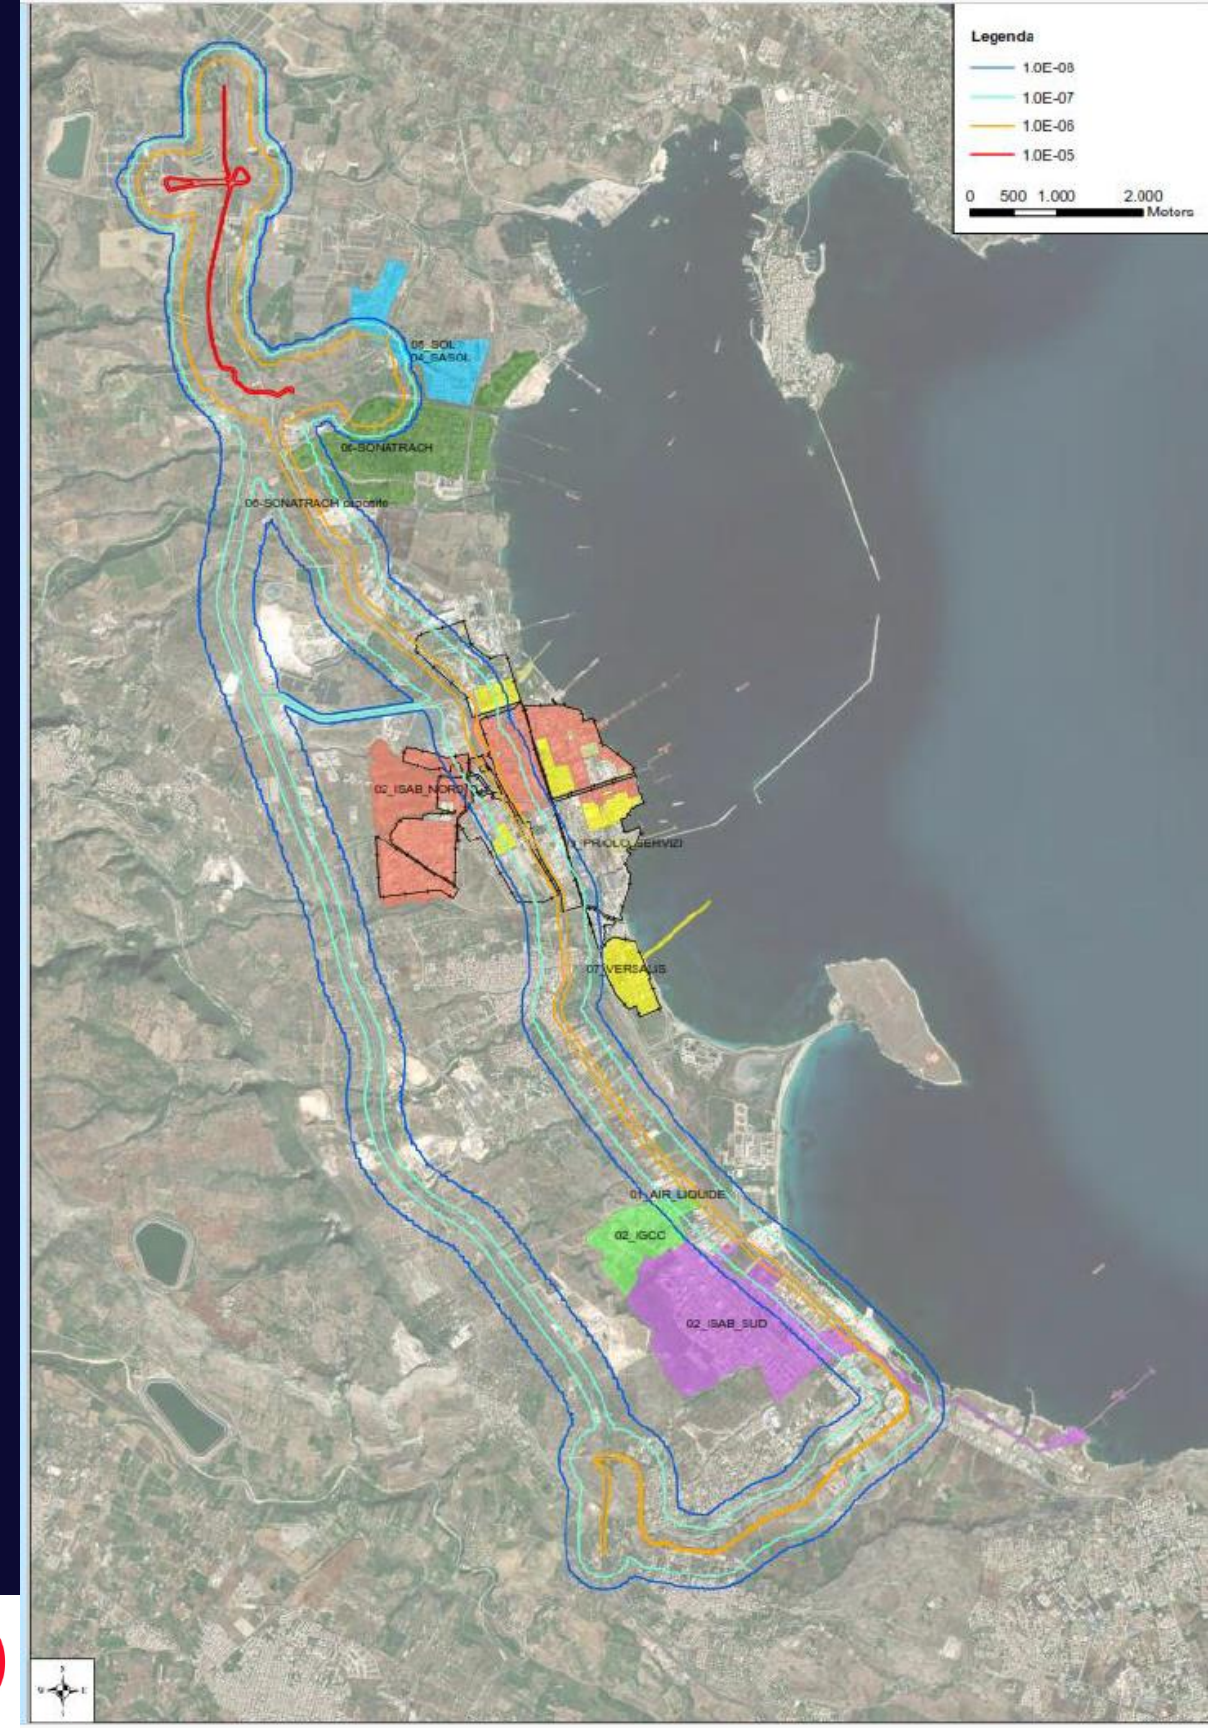 Legenda
1.0E-08
1.0E-07
1.0E-06
1.0E-05
0 500 1.000 2.000
Meters
05_SOL
04_SASOL
06-SONATRACH
06-SONATRACH deposito
02_ISAB_NORD
PRIOLO_SERVIZI
07_VERSALIS
01_AIR_LIQUIDE
02_IGCC
02_ISAB_SUD